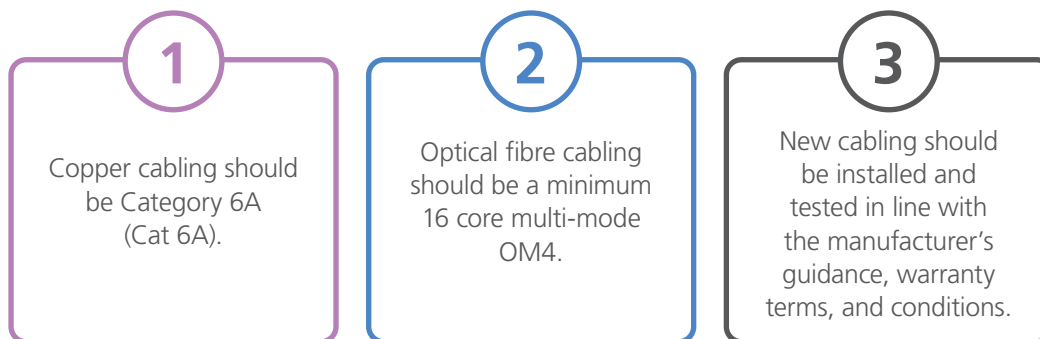 1
Copper cabling should
be Category 6A
(Cat 6A).
2
Optical fibre cabling
should be a minimum
16 core multi-mode
OM4.
3
New cabling should
be installed and
tested in line with
the manufacturer’s
guidance, warranty
terms, and conditions.